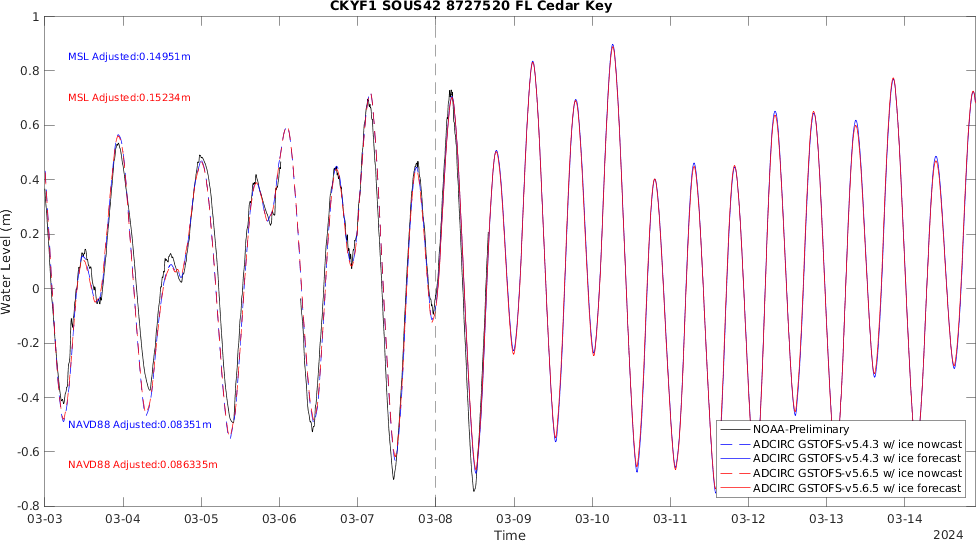 CKYF1 SOUS42 8727520 FL Cedar Key
1
0.8
0.6
0.4
0.2
0
-0.2
-0.4
-0.6
-0.8
Water Level (m)
MSL Adjusted:0.14951m
MSL Adjusted:0.15234m
NAVD88 Adjusted:0.08351m
NAVD88 Adjusted:0.086335m
NOAA-Preliminary
ADCIRC GSTOFS-v5.4.3 w/ ice nowcast
ADCIRC GSTOFS-v5.4.3 w/ ice forecast
ADCIRC GSTOFS-v5.6.5 w/ ice nowcast
ADCIRC GSTOFS-v5.6.5 w/ ice forecast
03-03 03-04 03-05 03-06 03-07 03-08 03-09 03-10 03-11 03-12 03-13 03-14
Time
2024